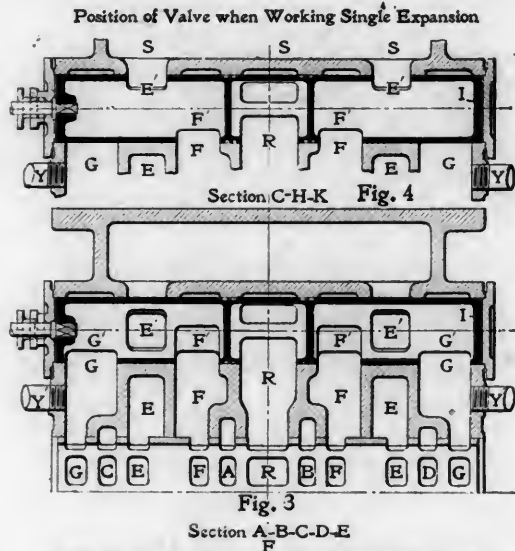 Position of Valve when Working Single Expansion
S S S
E' E'
I
F' F'
F R F
G E E G
Y Y
Section C-H-K Fig. 4
I
E' E'
G' F' F' G'
G G
R
Y E F F E Y
G C E F A R B F E D G
Fig. 3
Section A-B-C-D-E
F